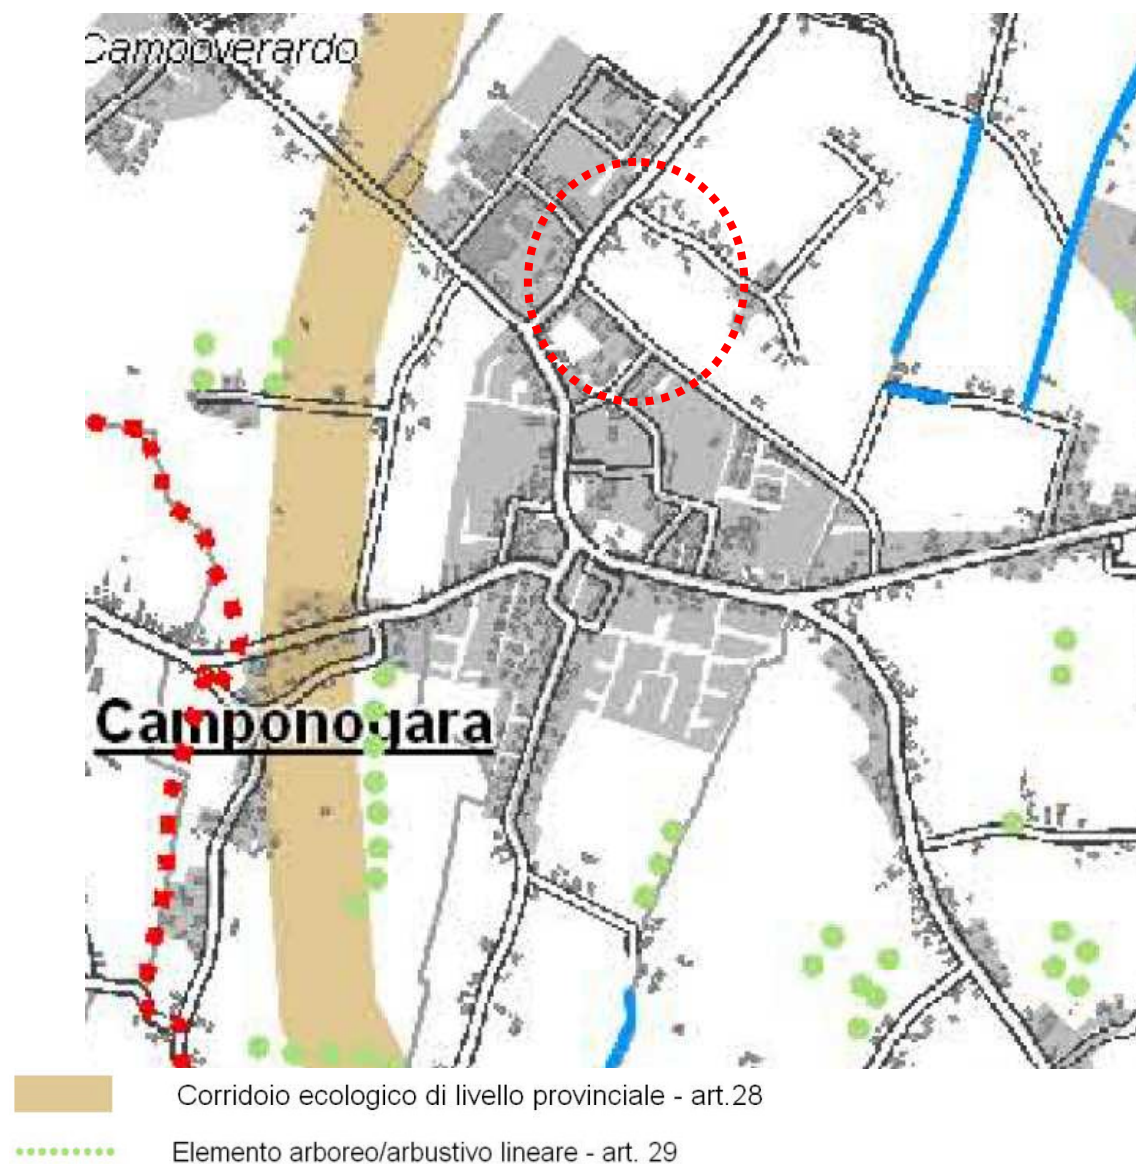 Campoverardo
Camponogara
Corridoio ecologico di livello provinciale - art.28
Elemento arboreo/arbustivo lineare - art. 29